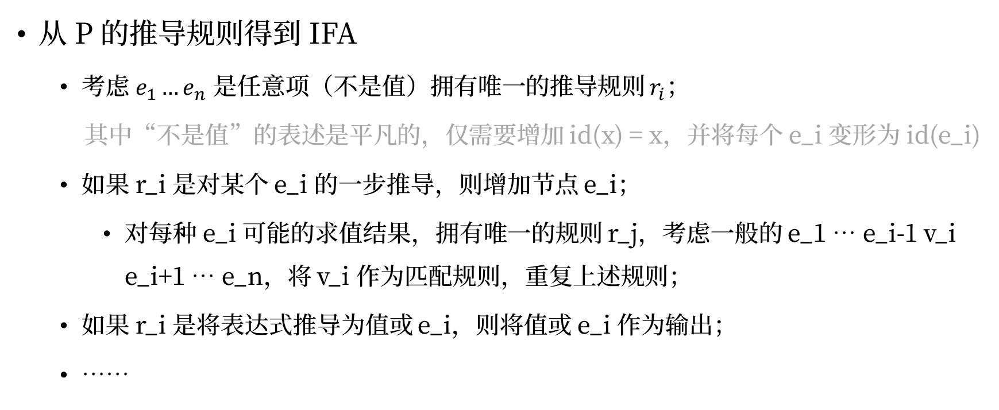 • 从 P 的推导规则得到 IFA
• 考虑 e₁ … eₙ 是任意项（不是值）拥有唯一的推导规则 rᵢ；
其中“不是值”的表述是平凡的，仅需要增加 id(x) = x，并将每个 e_i 变形为 id(e_i)
• 如果 r_i 是对某个 e_i 的一步推导，则增加节点 e_i；
• 对每种 e_i 可能的求值结果，拥有唯一的规则 r_j，考虑一般的 e_1 … e_i-1 v_i
e_i+1 … e_n，将 v_i 作为匹配规则，重复上述规则；
• 如果 r_i 是将表达式推导为值或 e_i，则将值或 e_i 作为输出；
• ……